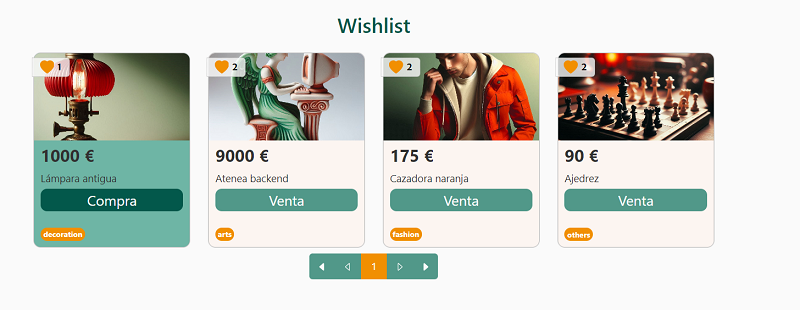 Wishlist
1
2
2
2
1000 €
9000 €
175 €
90 €
Lámpara antigua
Atenea backend
Cazadora naranja
Ajedrez
Compra
Venta
Venta
Venta
decoration
arts
fashion
others
1